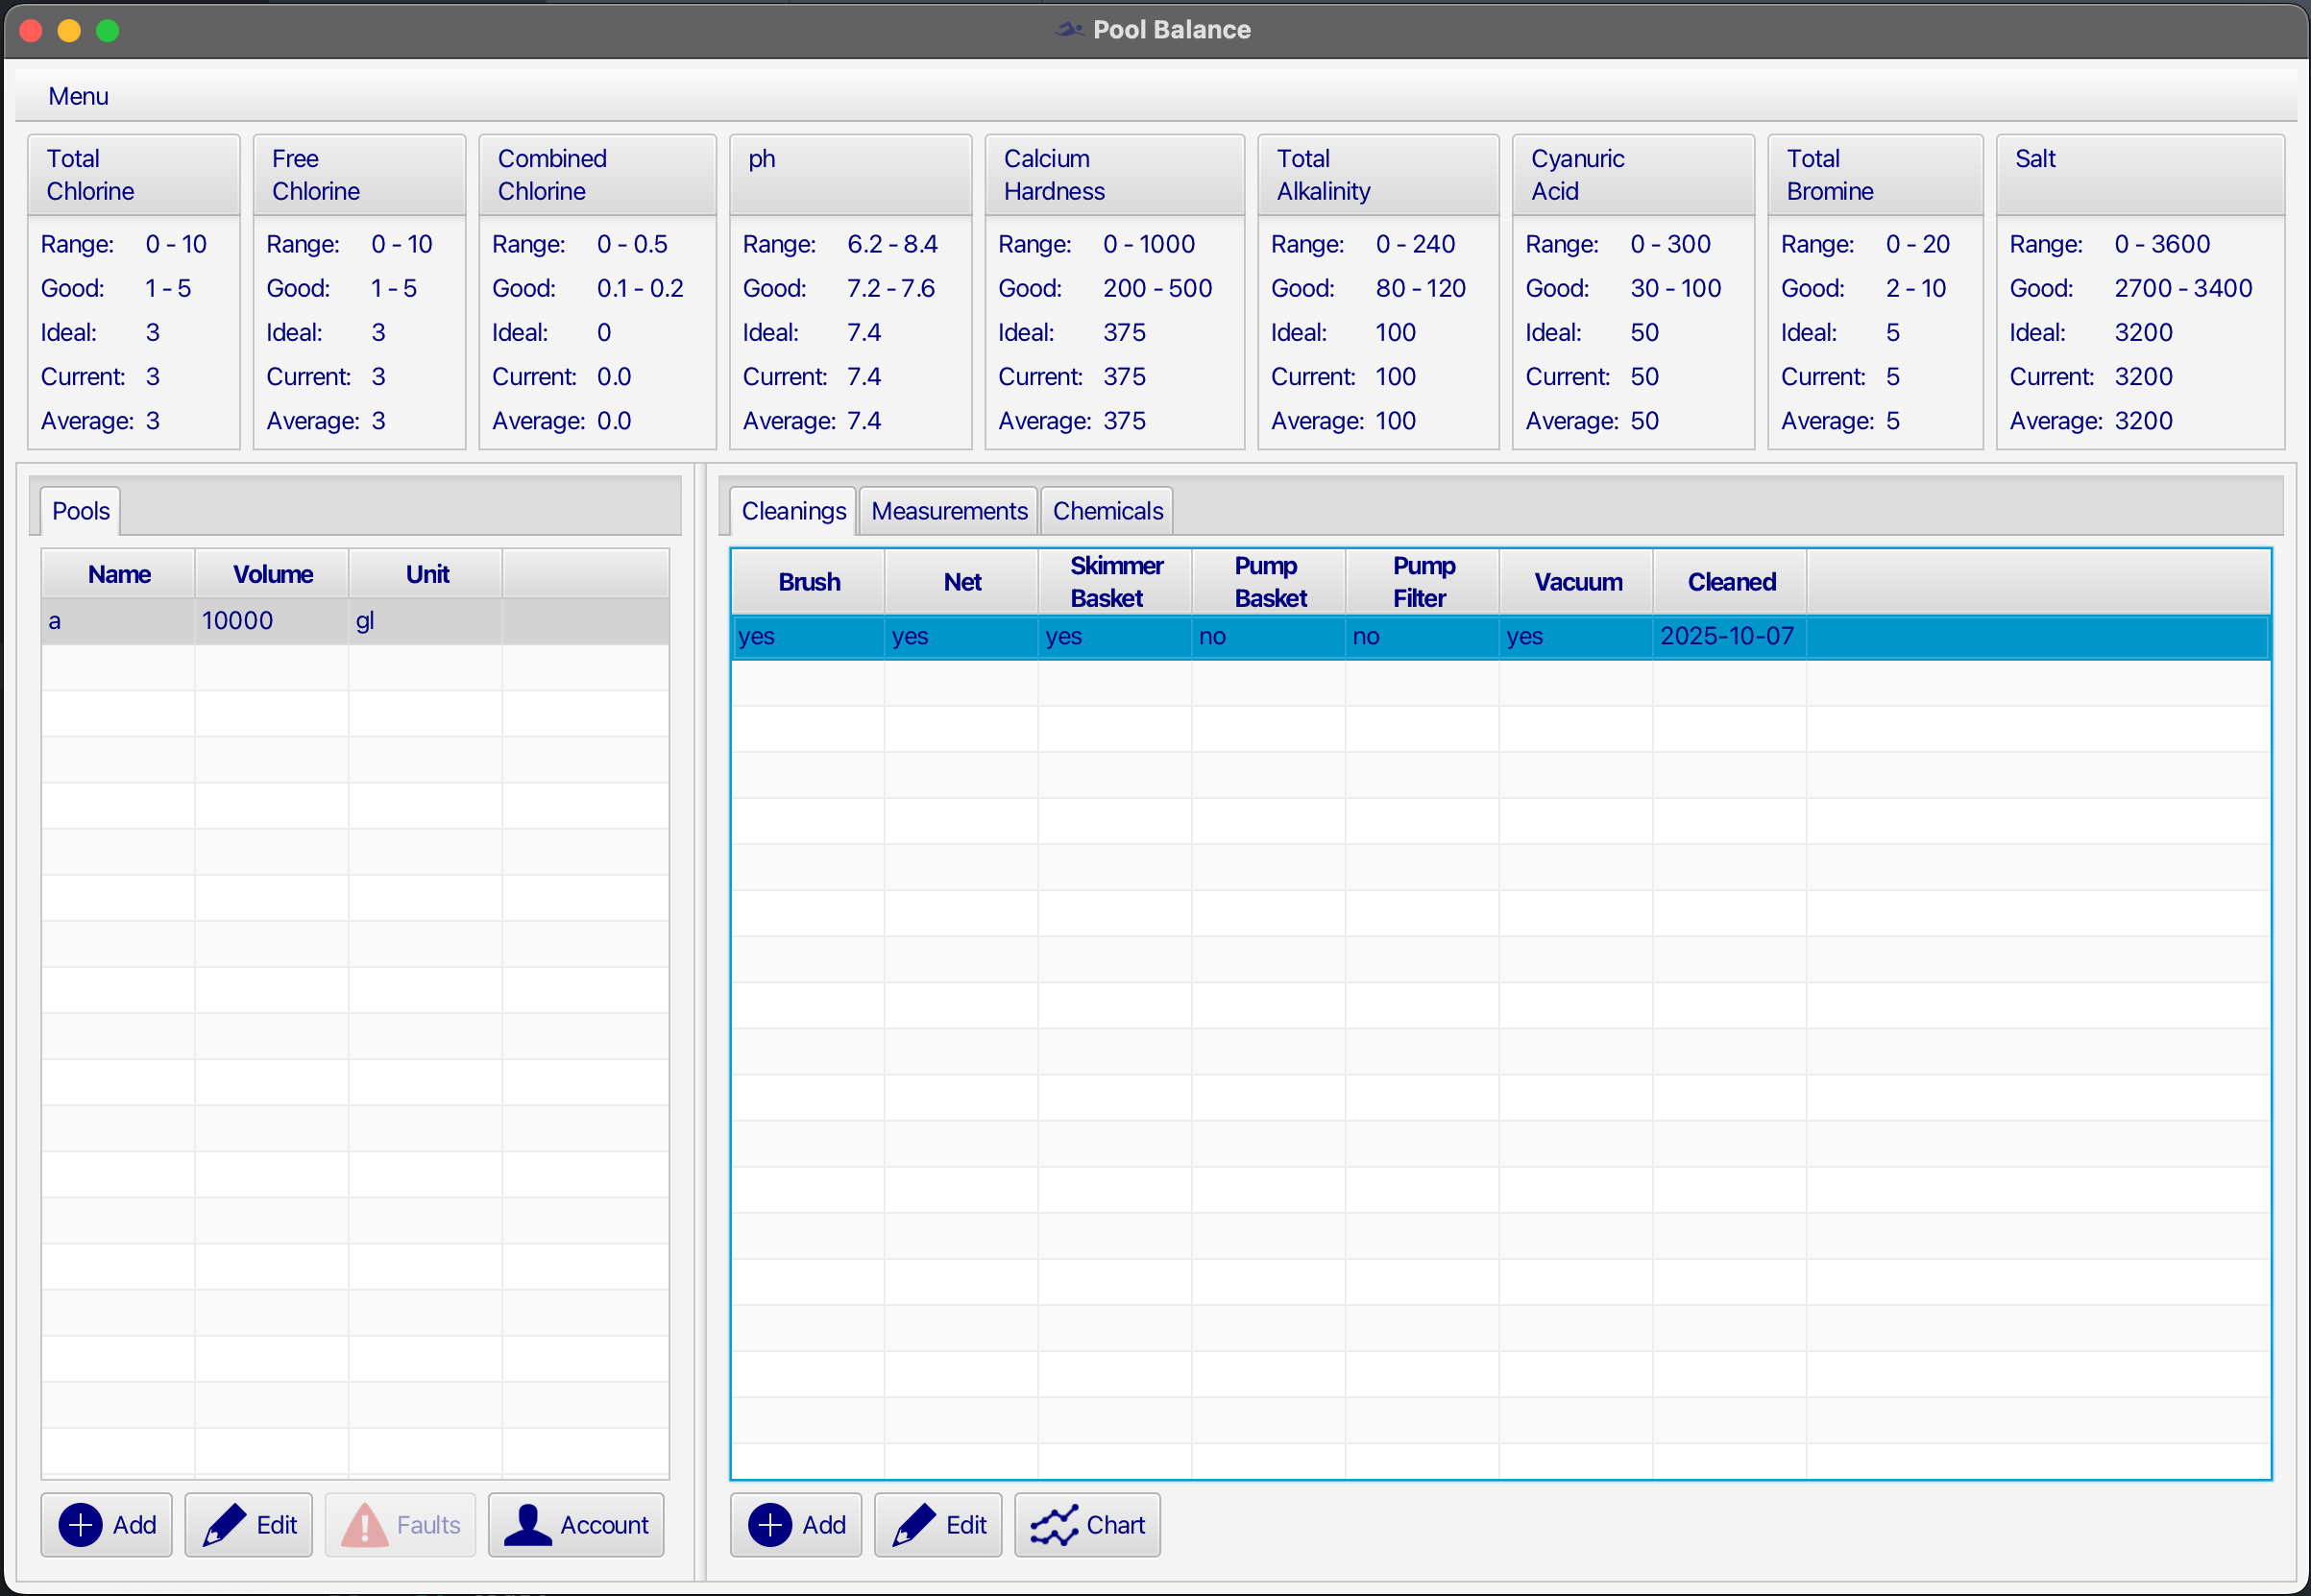 Pool Balance
Menu
Total
Chlorine
Range: 0 - 10
Good: 1 - 5
Ideal: 3
Current: 3
Average: 3
Free
Chlorine
Range: 0 - 10
Good: 1 - 5
Ideal: 3
Current: 3
Average: 3
Combined
Chlorine
Range: 0 - 0.5
Good: 0.1 - 0.2
Ideal: 0
Current: 0.0
Average: 0.0
ph
Range: 6.2 - 8.4
Good: 7.2 - 7.6
Ideal: 7.4
Current: 7.4
Average: 7.4
Calcium
Hardness
Range: 0 - 1000
Good: 200 - 500
Ideal: 375
Current: 375
Average: 375
Total
Alkalinity
Range: 0 - 240
Good: 80 - 120
Ideal: 100
Current: 100
Average: 100
Cyanuric
Acid
Range: 0 - 300
Good: 30 - 100
Ideal: 50
Current: 50
Average: 50
Total
Bromine
Range: 0 - 20
Good: 2 - 10
Ideal: 5
Current: 5
Average: 5
Salt
Range: 0 - 3600
Good: 2700 - 3400
Ideal: 3200
Current: 3200
Average: 3200
Pools
Name Volume Unit
a 10000 gl
Add Edit Faults Account
Cleanings Measurements Chemicals
Brush Net Skimmer Basket Pump Basket Pump Filter Vacuum Cleaned
yes yes yes no no yes 2025-10-07
Add Edit Chart